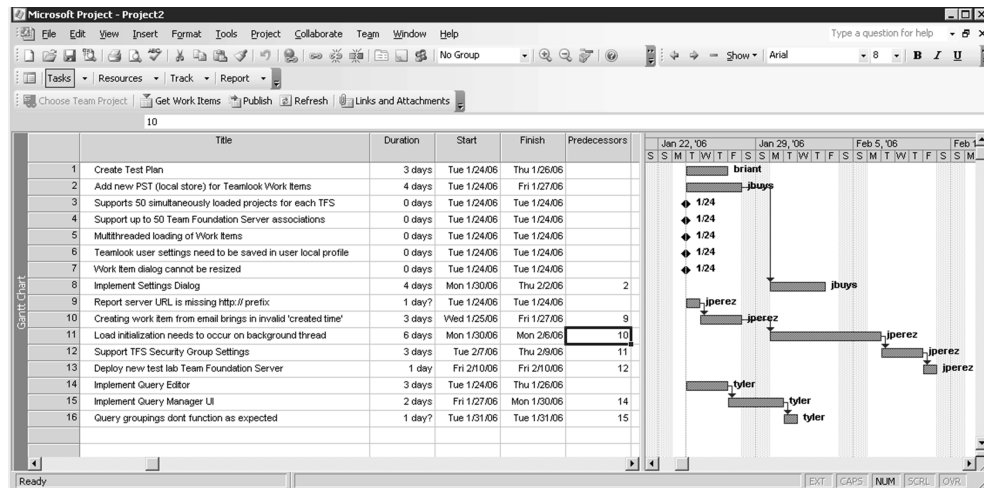 Microsoft Project - Project2
File Edit View Insert Format Tools Project Collaborate Team Window Help Type a question for help
No Group Show Arial 8 B I U
Tasks Resources Track Report
Choose Team Project Get Work Items Publish Refresh Links and Attachments
10
Title Duration Start Finish Predecessors Jan 22, '06 Jan 29, '06 Feb 5, '06 Feb 1
S S M T W T F S S M T W T F S S M T W T F S S M
1 Create Test Plan 3 days Tue 1/24/06 Thu 1/26/06 briant
2 Add new PST (local store) for Teamlook Work Items 4 days Tue 1/24/06 Fri 1/27/06 jbuys
3 Supports 50 simultaneously loaded projects for each TFS 0 days Tue 1/24/06 Tue 1/24/06 1/24
4 Support up to 50 Team Foundation Server associations 0 days Tue 1/24/06 Tue 1/24/06 1/24
5 Multithreaded loading of Work Items 0 days Tue 1/24/06 Tue 1/24/06 1/24
6 Teamlook user settings need to be saved in user local profile 0 days Tue 1/24/06 Tue 1/24/06 1/24
7 Work Item dialog cannot be resized 0 days Tue 1/24/06 Tue 1/24/06 1/24
8 Implement Settings Dialog 4 days Mon 1/30/06 Thu 2/2/06 2 jbuys
9 Report server URL is missing http:// prefix 1 day? Tue 1/24/06 Tue 1/24/06 jperez
10 Creating work item from email brings in invalid 'created time' 3 days Wed 1/25/06 Fri 1/27/06 9 jperez
11 Load initialization needs to occur on background thread 6 days Mon 1/30/06 Mon 2/6/06 10 jperez
12 Support TFS Security Group Settings 3 days Tue 2/7/06 Thu 2/9/06 11 jperez
13 Deploy new test lab Team Foundation Server 1 day Fri 2/10/06 Fri 2/10/06 12 jperez
14 Implement Query Editor 3 days Tue 1/24/06 Thu 1/26/06 tyler
15 Implement Query Manager UI 2 days Fri 1/27/06 Mon 1/30/06 14 tyler
16 Query groupings dont function as expected 1 day? Tue 1/31/06 Tue 1/31/06 15 tyler
Gantt Chart
Ready EXT CAPS NUM SCRL OVR